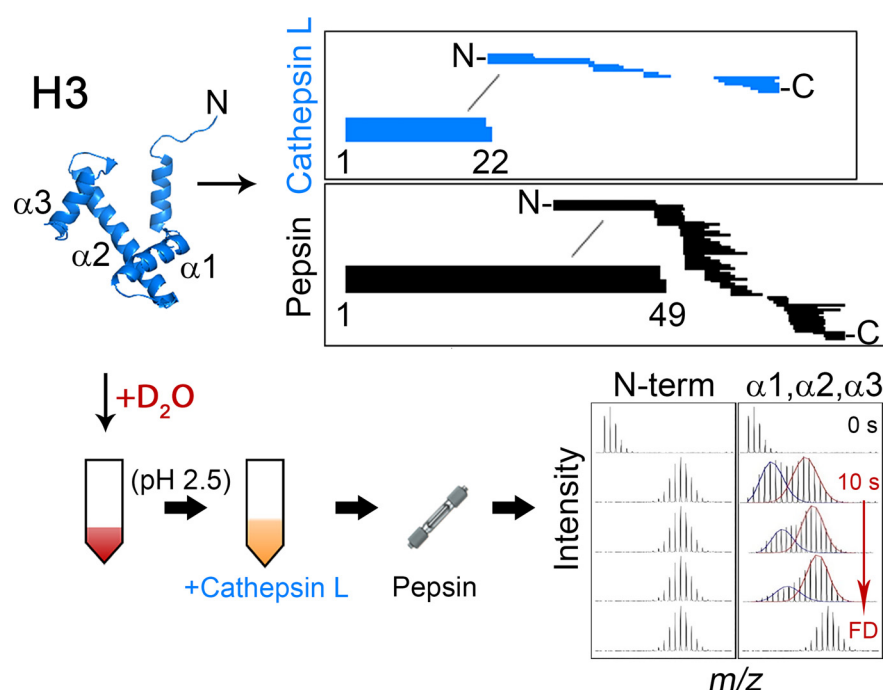 H3
N
α3
α2
α1
Cathepsin L
N-
-C
1
22
Pepsin
N-
-C
1
49
+D₂O
(pH 2.5)
+Cathepsin L
Pepsin
N-term
α1,α2,α3
Intensity
0 s
10 s
FD
m/z